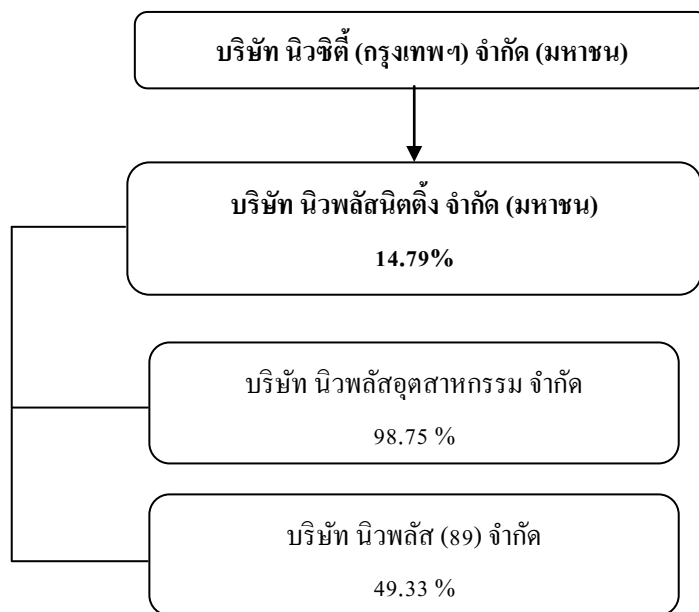 บริษัท นิวซิตี้ (กรุงเทพฯ) จำกัด (มหาชน)
บริษัท นิวพลัสนิตติ้ง จำกัด (มหาชน)
14.79%
บริษัท นิวพลัสอุตสาหกรรม จำกัด
98.75 %
บริษัท นิวพลัส (89) จำกัด
49.33 %